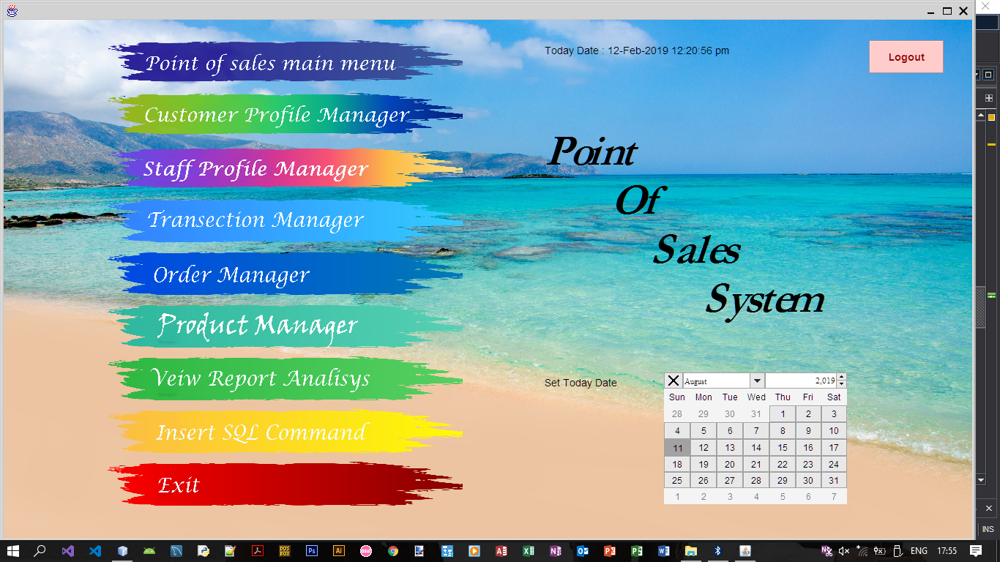 Point of sales main menu
Customer Profile Manager
Staff Profile Manager
Transection Manager
Order Manager
Product Manager
Veiw Report Analisys
Insert SQL Command
Exit
Today Date : 12-Feb-2019 12:20:56 pm
Logout
Point
Of
Sales
System
Set Today Date :
August 2,019
Sun Mon Tue Wed Thu Fri Sat
28 29 30 31 1 2 3
4 5 6 7 8 9 10
11 12 13 14 15 16 17
18 19 20 21 22 23 24
25 26 27 28 29 30 31
1 2 3 4 5 6 7
INS
Ps Ai osu! A X N O P P W N ENG 17:55
DOS BOX